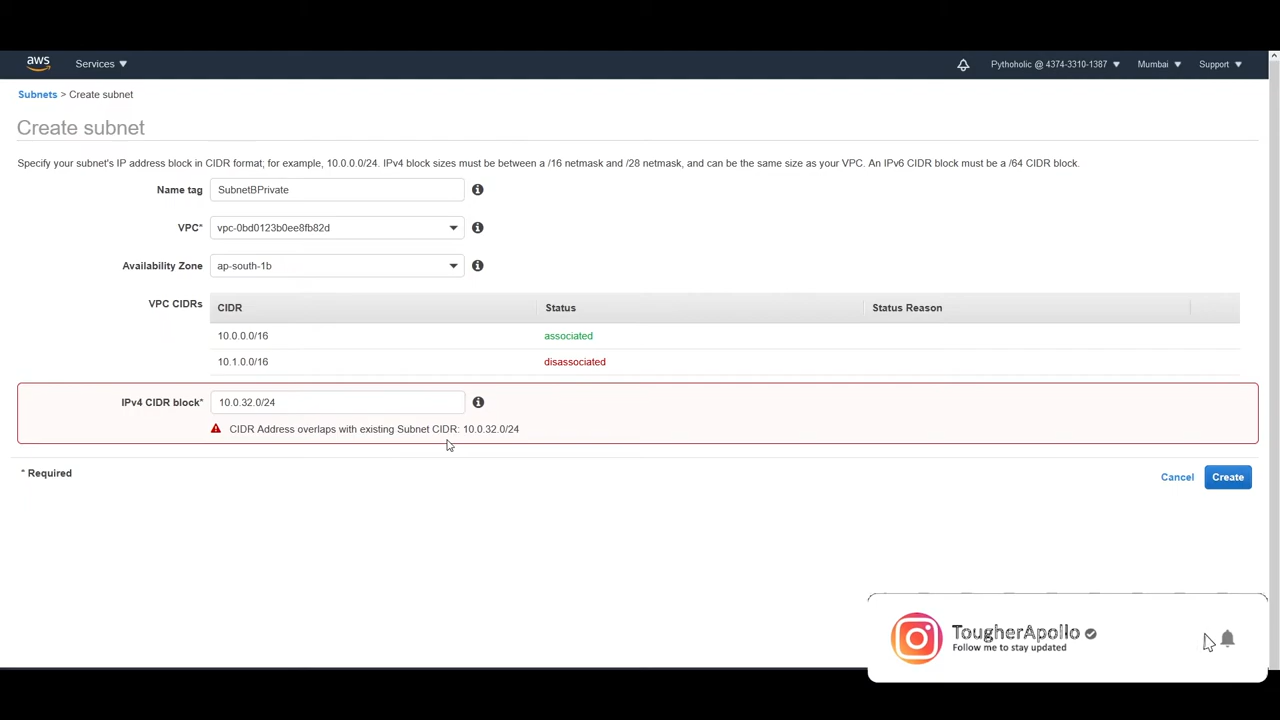 aws Services Pythoholic @ 4374-3310-1387 Mumbai Support
Subnets > Create subnet
Create subnet
Specify your subnet's IP address block in CIDR format; for example, 10.0.0.0/24. IPv4 block sizes must be between a /16 netmask and /28 netmask, and can be the same size as your VPC. An IPv6 CIDR block must be a /64 CIDR block.
Name tag SubnetBPrivate
VPC* vpc-0bd0123b0ee8fb82d
Availability Zone ap-south-1b
VPC CIDRs CIDR Status Status Reason
10.0.0.0/16 associated
10.1.0.0/16 disassociated
IPv4 CIDR block* 10.0.32.0/24
CIDR Address overlaps with existing Subnet CIDR: 10.0.32.0/24
* Required Cancel Create
TougherApollo
Follow me to stay updated